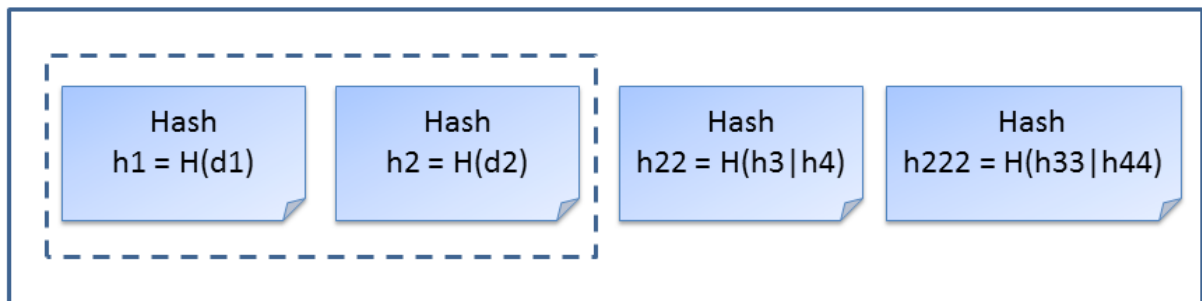 Hash
h1 = H(d1)
Hash
h2 = H(d2)
Hash
h22 = H(h3|h4)
Hash
h222 = H(h33|h44)